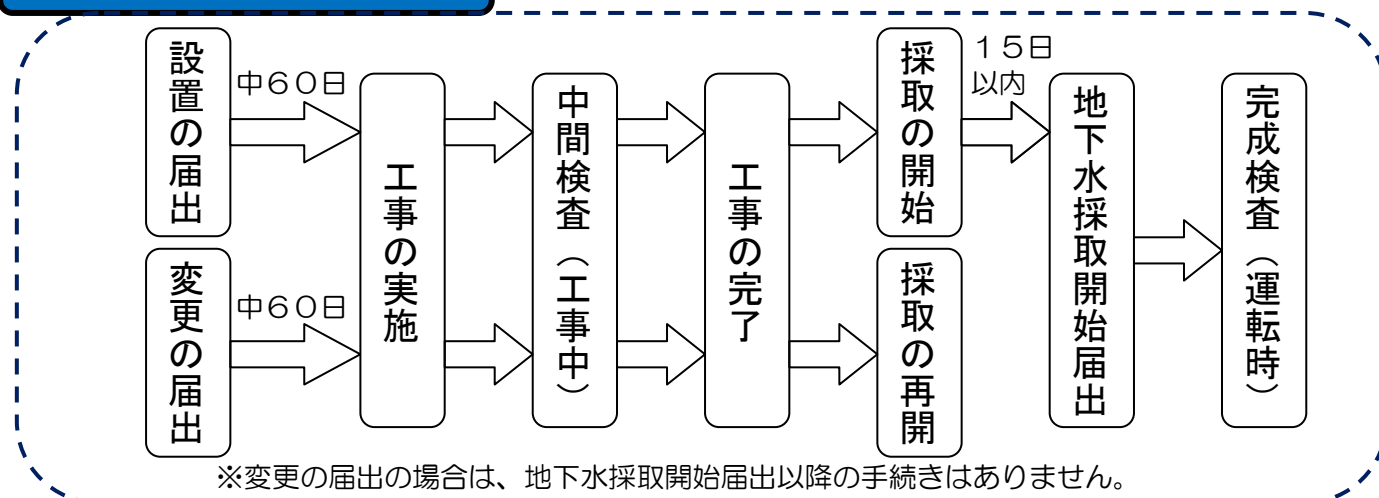 設置の届出
中６０日
変更の届出
中６０日
工事の実施
中間検査（工事中）
工事の完了
採取の開始
１５日
以内
採取の再開
地下水採取開始届出
完成検査（運転時）
※変更の届出の場合は、地下水採取開始届出以降の手続きはありません。